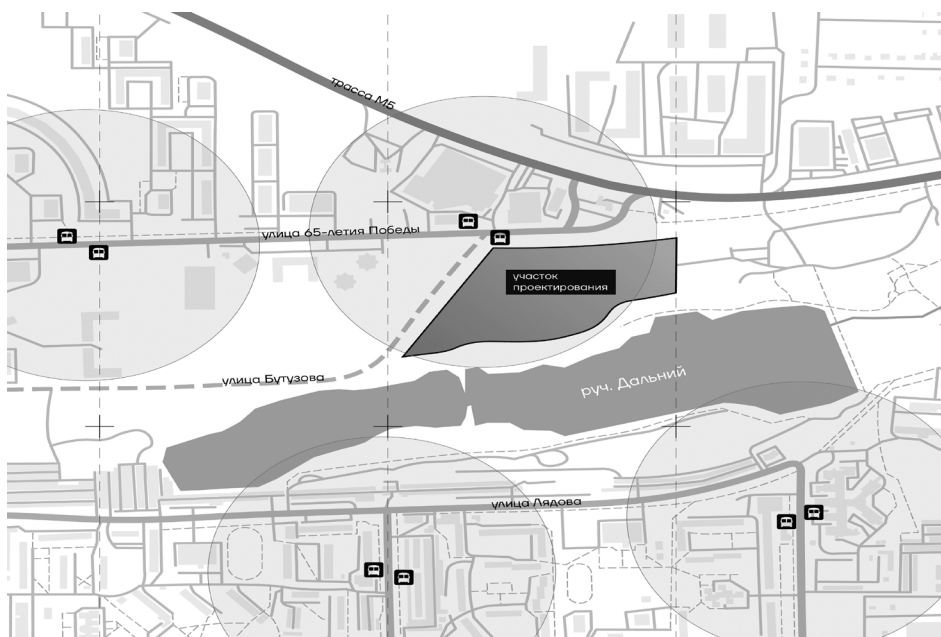 трасса М5
улица 65-летия Победы
участок
проектирования
улица Бутузова
руч. Дальний
улица Лядова